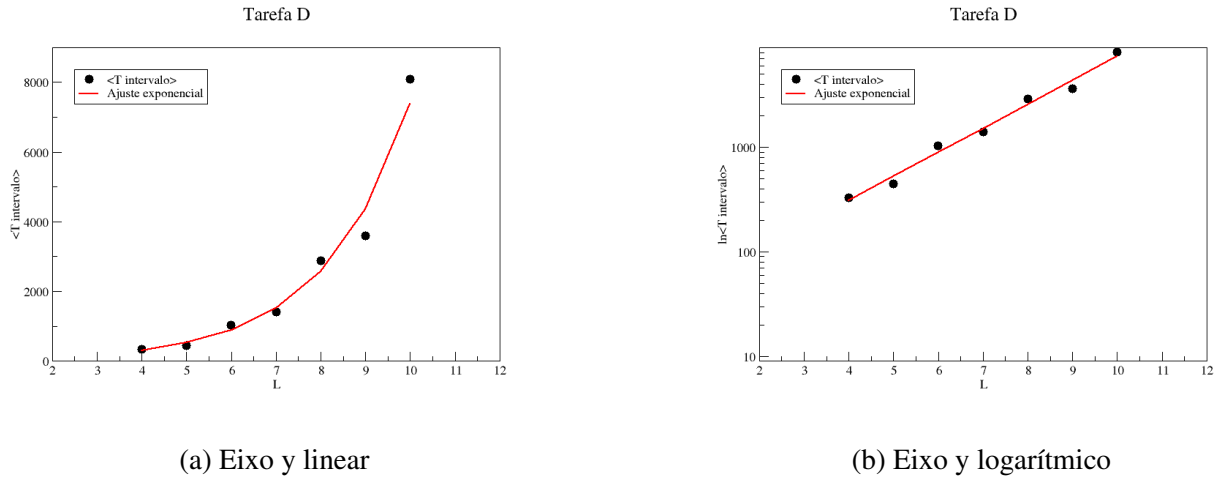 Tarefa D
<T intervalo>
Ajuste exponencial
8000
6000
4000
2000
0
<T intervalo>
2 3 4 5 6 7 8 9 10 11 12
L
(a) Eixo y linear
Tarefa D
<T intervalo>
Ajuste exponencial
1000
100
10
ln<T intervalo>
2 3 4 5 6 7 8 9 10 11 12
L
(b) Eixo y logarítmico